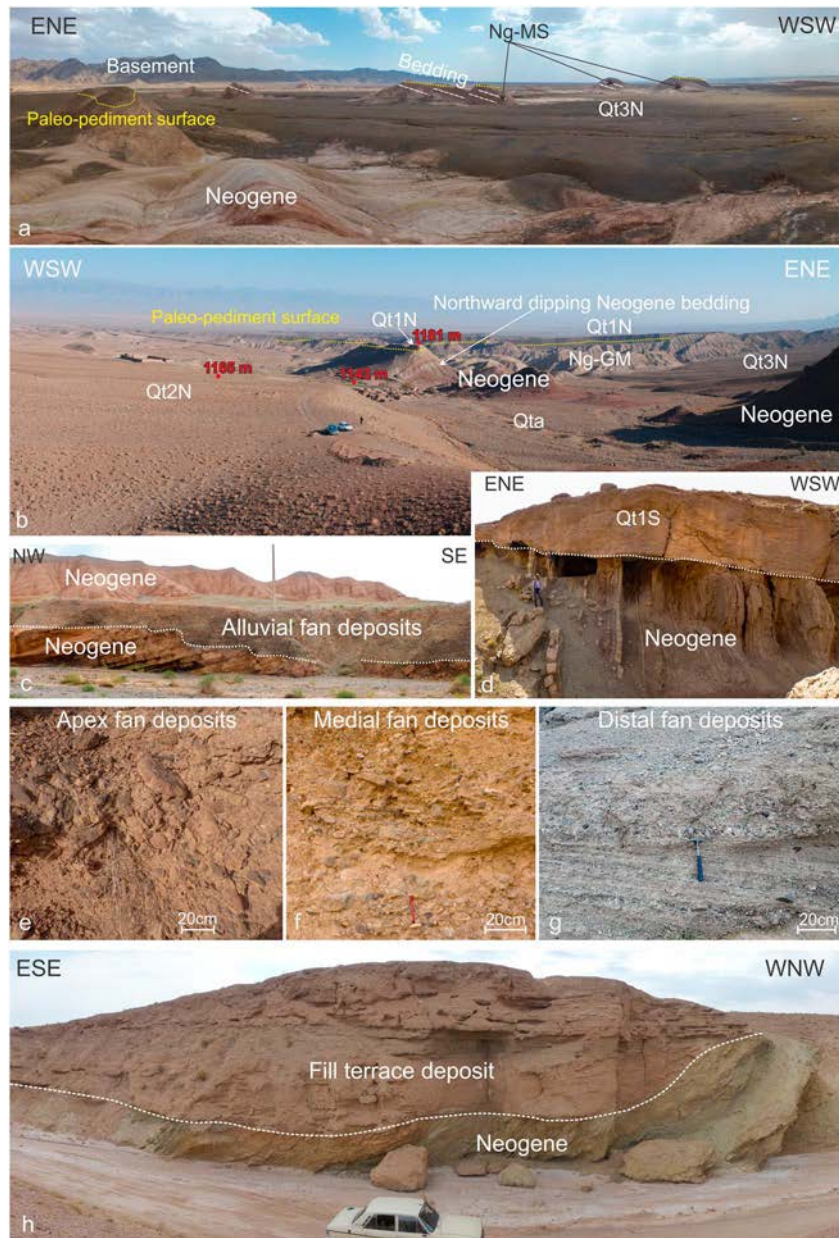 ENE
WSW
Ng-MS
Basement
Bedding
Paleo-pediment surface
Qt3N
Neogene
a
WSW
ENE
Northward dipping Neogene bedding
Paleo-pediment surface
Qt1N
Qt1N
1181 m
1165 m
Ng-GM
Qt3N
Neogene
Qt2N
Neogene
Qta
b
ENE
WSW
Qt1S
Neogene
d
NW
SE
Neogene
Alluvial fan deposits
Neogene
c
Apex fan deposits
20cm
e
Medial fan deposits
20cm
f
Distal fan deposits
20cm
g
ESE
WNW
Fill terrace deposit
Neogene
h